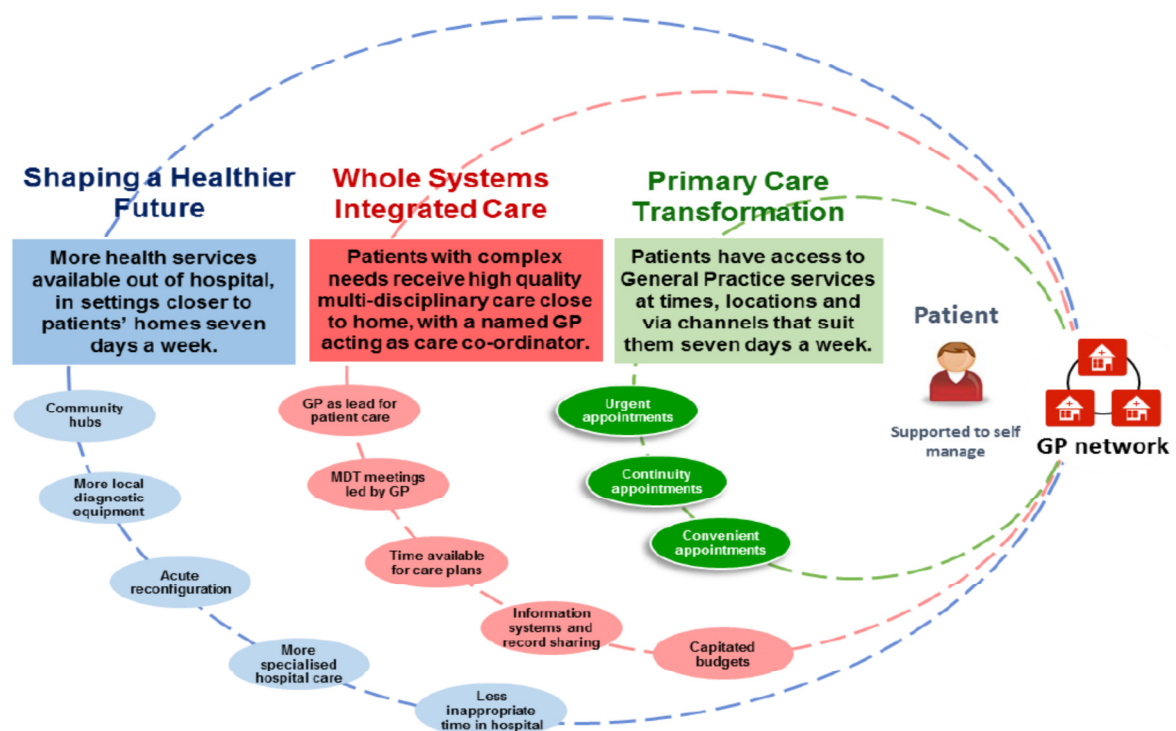 Shaping a Healthier
Future
Whole Systems
Integrated Care
Primary Care
Transformation
More health services
available out of hospital,
in settings closer to
patients’ homes seven
days a week.
Patients with complex
needs receive high quality
multi-disciplinary care close
to home, with a named GP
acting as care co-ordinator.
Patients have access to
General Practice services
at times, locations and
via channels that suit
them seven days a week.
Patient
Supported to self
manage
GP network
Community
hubs
More local
diagnostic
equipment
Acute
reconfiguration
More
specialised
hospital care
Less
inappropriate
time in hospital
GP as lead for
patient care
MDT meetings
led by GP
Time available
for care plans
Information
systems and
record sharing
Capitated
budgets
Urgent
appointments
Continuity
appointments
Convenient
appointments